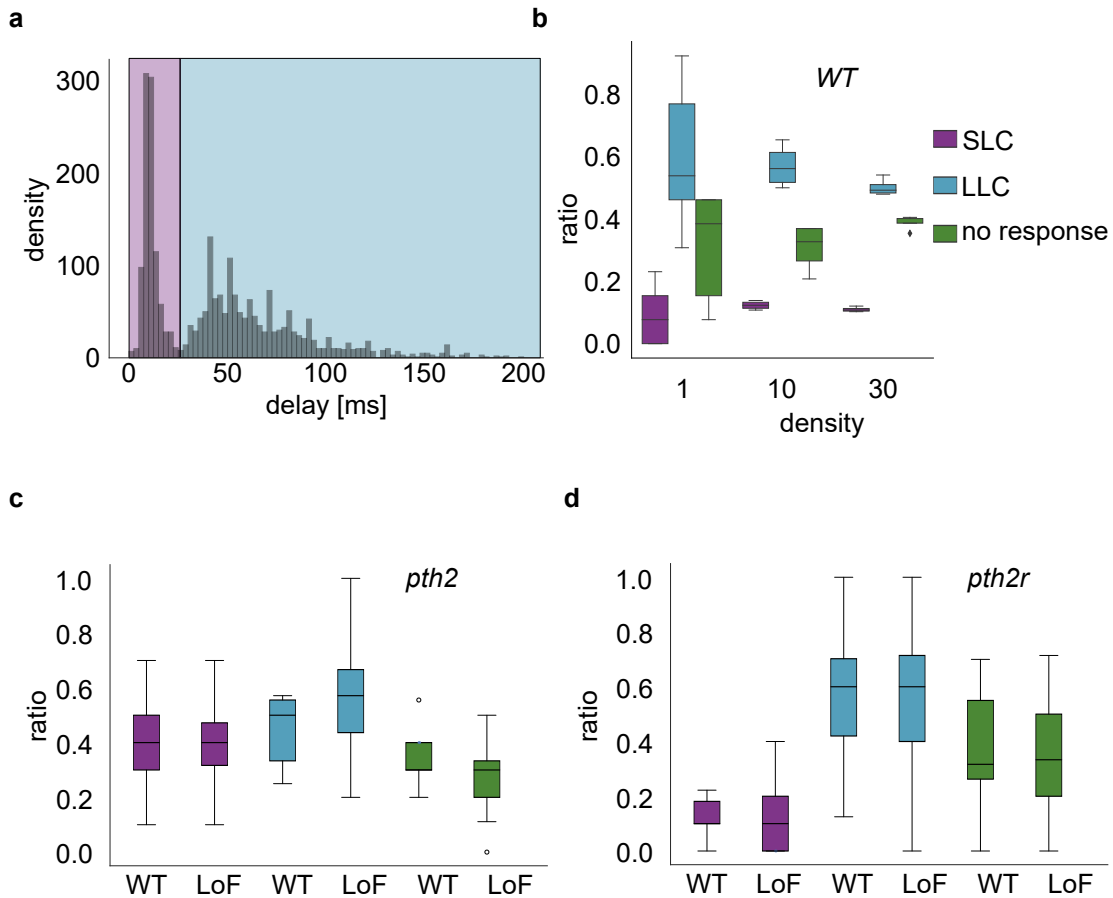 a
300
200
100
0
density
0 50 100 150 200
delay [ms]
b
WT
0.8
0.6
0.4
0.2
0.0
ratio
1 10 30
density
SLC
LLC
no response
c
pth2
1.0
0.8
0.6
0.4
0.2
0.0
ratio
WT LoF WT LoF WT LoF
d
pth2r
1.0
0.8
0.6
0.4
0.2
0.0
ratio
WT LoF WT LoF WT LoF